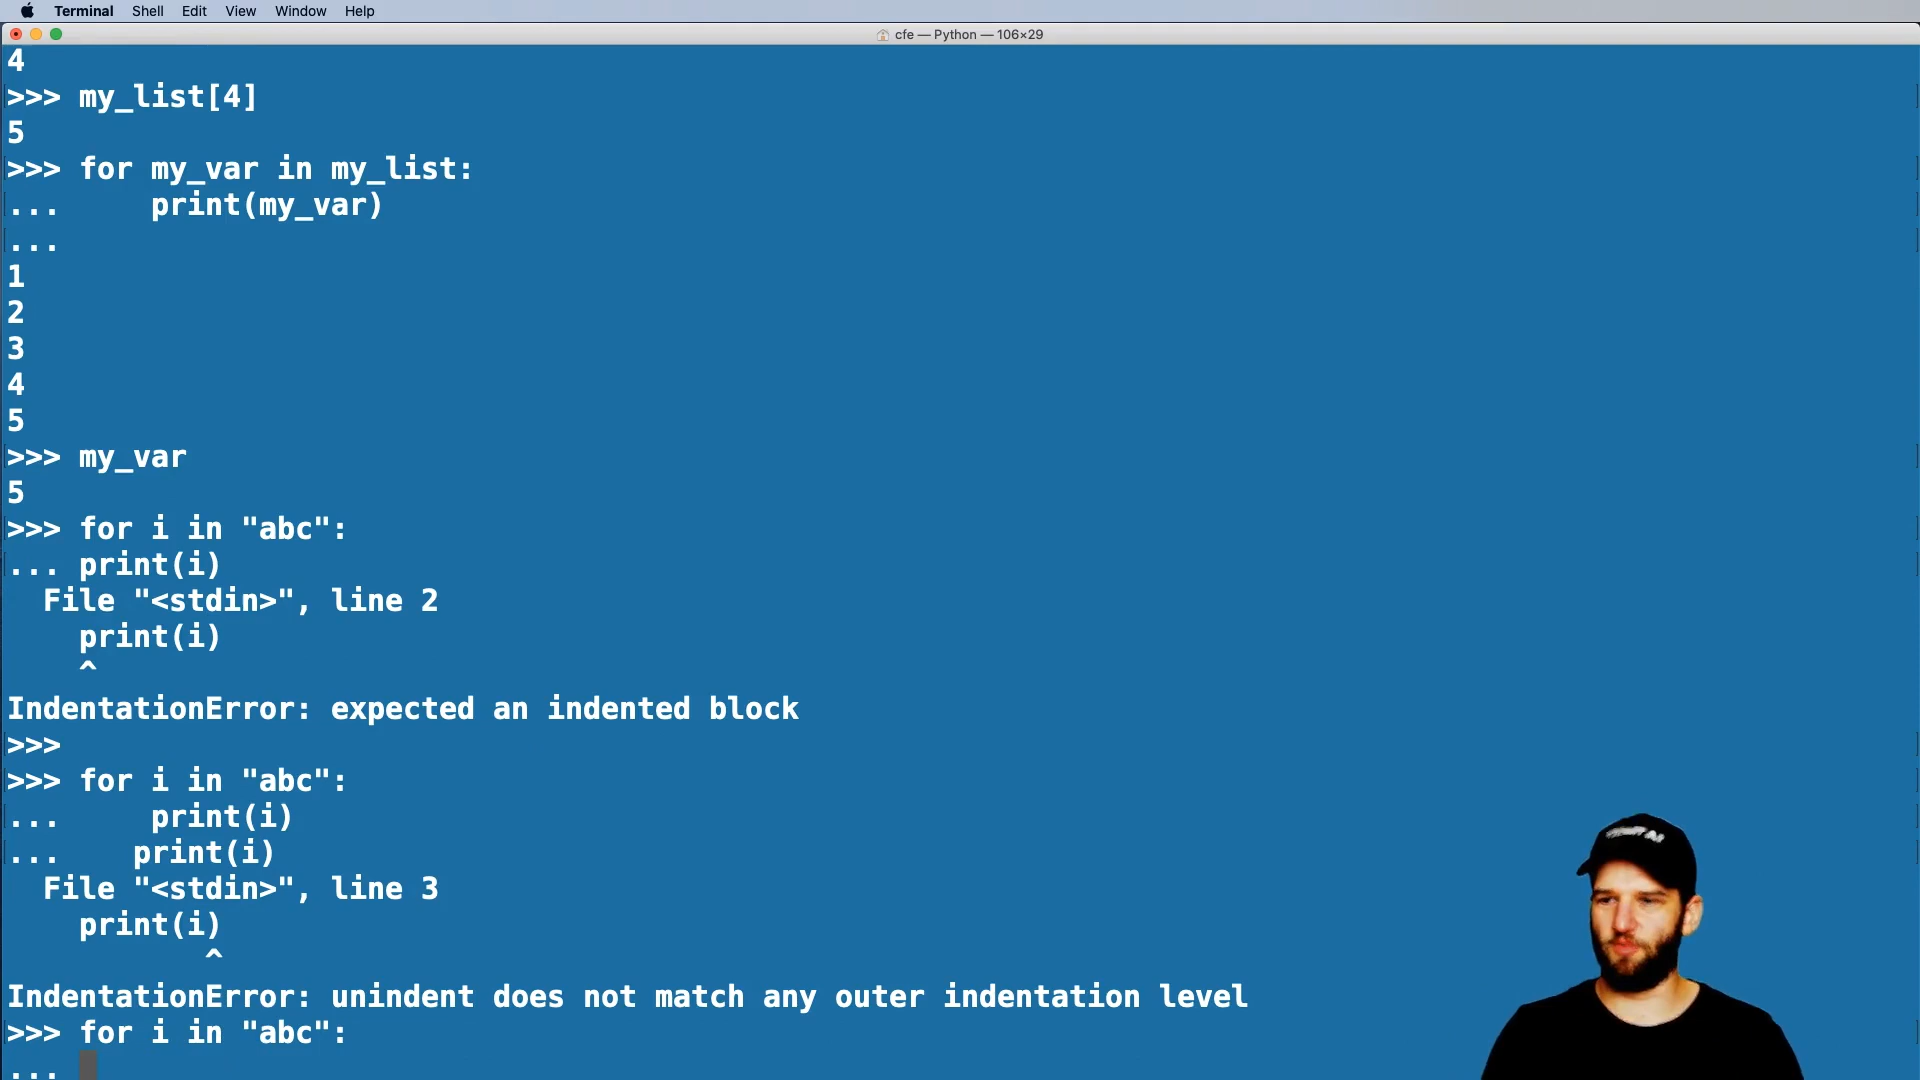 Terminal Shell Edit View Window Help
cfe — Python — 106×29
4
>>> my_list[4]
5
>>> for my_var in my_list:
...     print(my_var)
...
1
2
3
4
5
>>> my_var
5
>>> for i in "abc":
... print(i)
  File "<stdin>", line 2
    print(i)
    ^
IndentationError: expected an indented block
>>>
>>> for i in "abc":
...     print(i)
...    print(i)
  File "<stdin>", line 3
    print(i)
           ^
IndentationError: unindent does not match any outer indentation level
>>> for i in "abc":
...